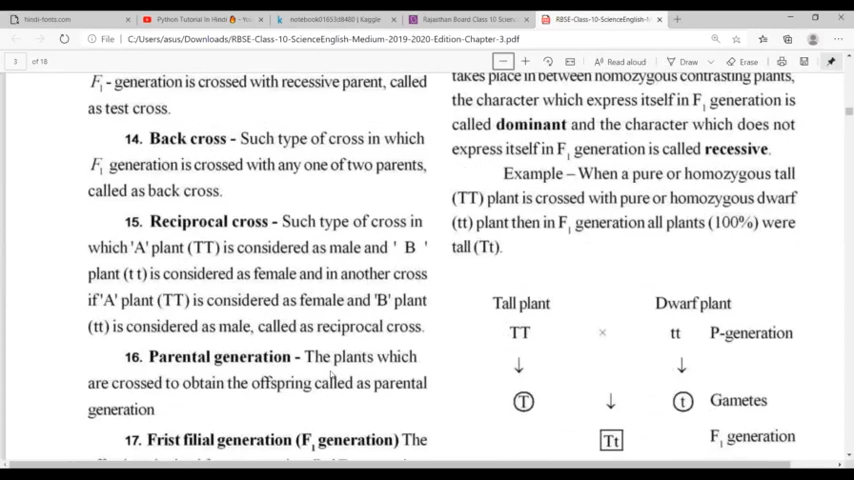 hindi-fonts.com
Python Tutorial In Hindi
notebook01653d8480 | Kaggle
Rajasthan Board Class 10 Scienc
RBSE-Class-10-ScienceEnglish-M
File
C:/Users/asus/Downloads/RBSE-Class-10-ScienceEnglish-Medium-2019-2020-Edition-Chapter-3.pdf
3 of 18
Read aloud
Draw
Erase
F1 - generation is crossed with recessive parent, called
as test cross.
14. Back cross - Such type of cross in which
F1 generation is crossed with any one of two parents,
called as back cross.
15. Reciprocal cross - Such type of cross in
which 'A' plant (TT) is considered as male and ' B '
plant (t t) is considered as female and in another cross
if 'A' plant (TT) is considered as female and 'B' plant
(tt) is considered as male, called as reciprocal cross.
16. Parental generation - The plants which
are crossed to obtain the offspring called as parental
generation
17. Frist filial generation (F1 generation) The
takes place in between homozygous contrasting plants,
the character which express itself in F1 generation is
called dominant and the character which does not
express itself in F1 generation is called recessive.
Example – When a pure or homozygous tall
(TT) plant is crossed with pure or homozygous dwarf
(tt) plant then in F1 generation all plants (100%) were
tall (Tt).
Tall plant Dwarf plant
TT × tt P-generation
↓ ↓
T ↓ t Gametes
Tt F1 generation